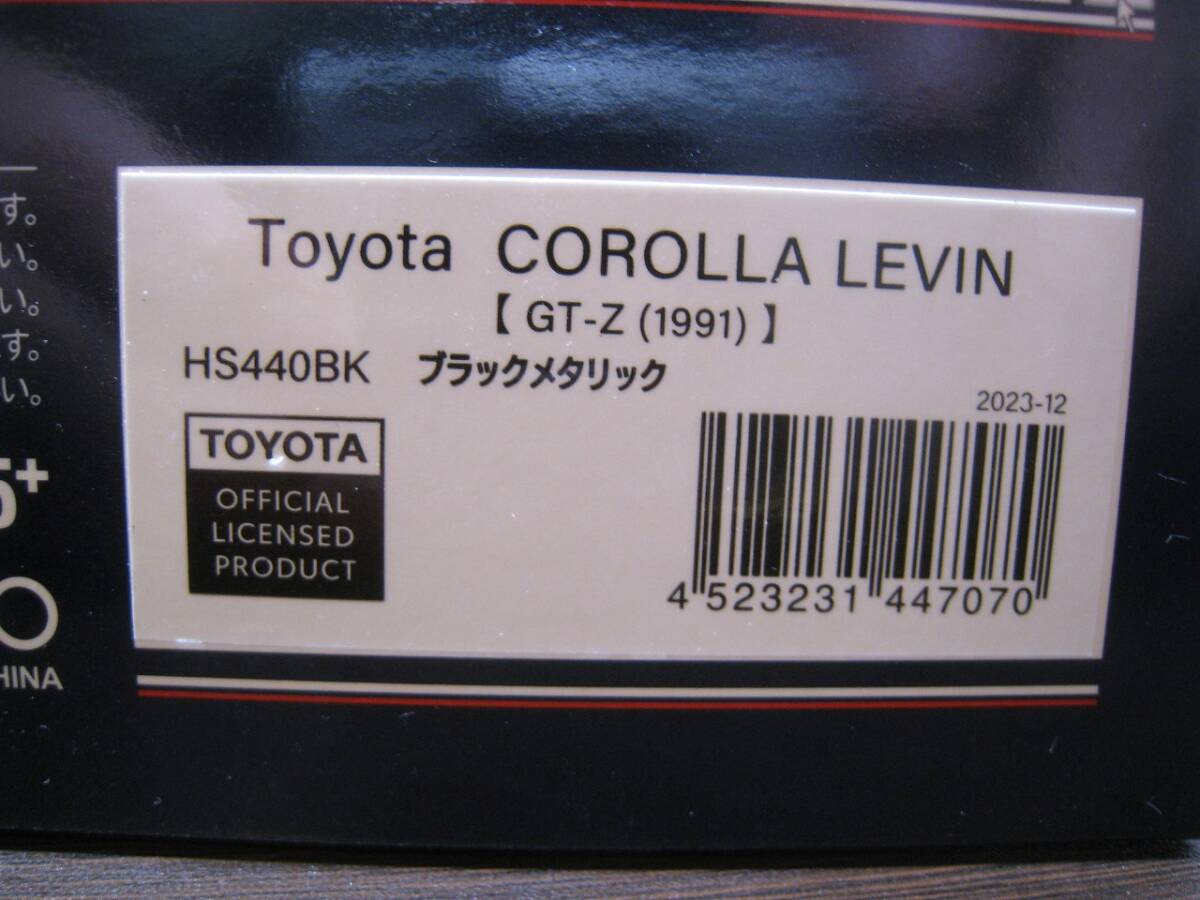 す。
い。
い。
す。
い。
5+
HINA
Toyota COROLLA LEVIN
【 GT-Z (1991) 】
HS440BK ブラックメタリック
2023-12
TOYOTA
OFFICIAL
LICENSED
PRODUCT
4 523231 447070